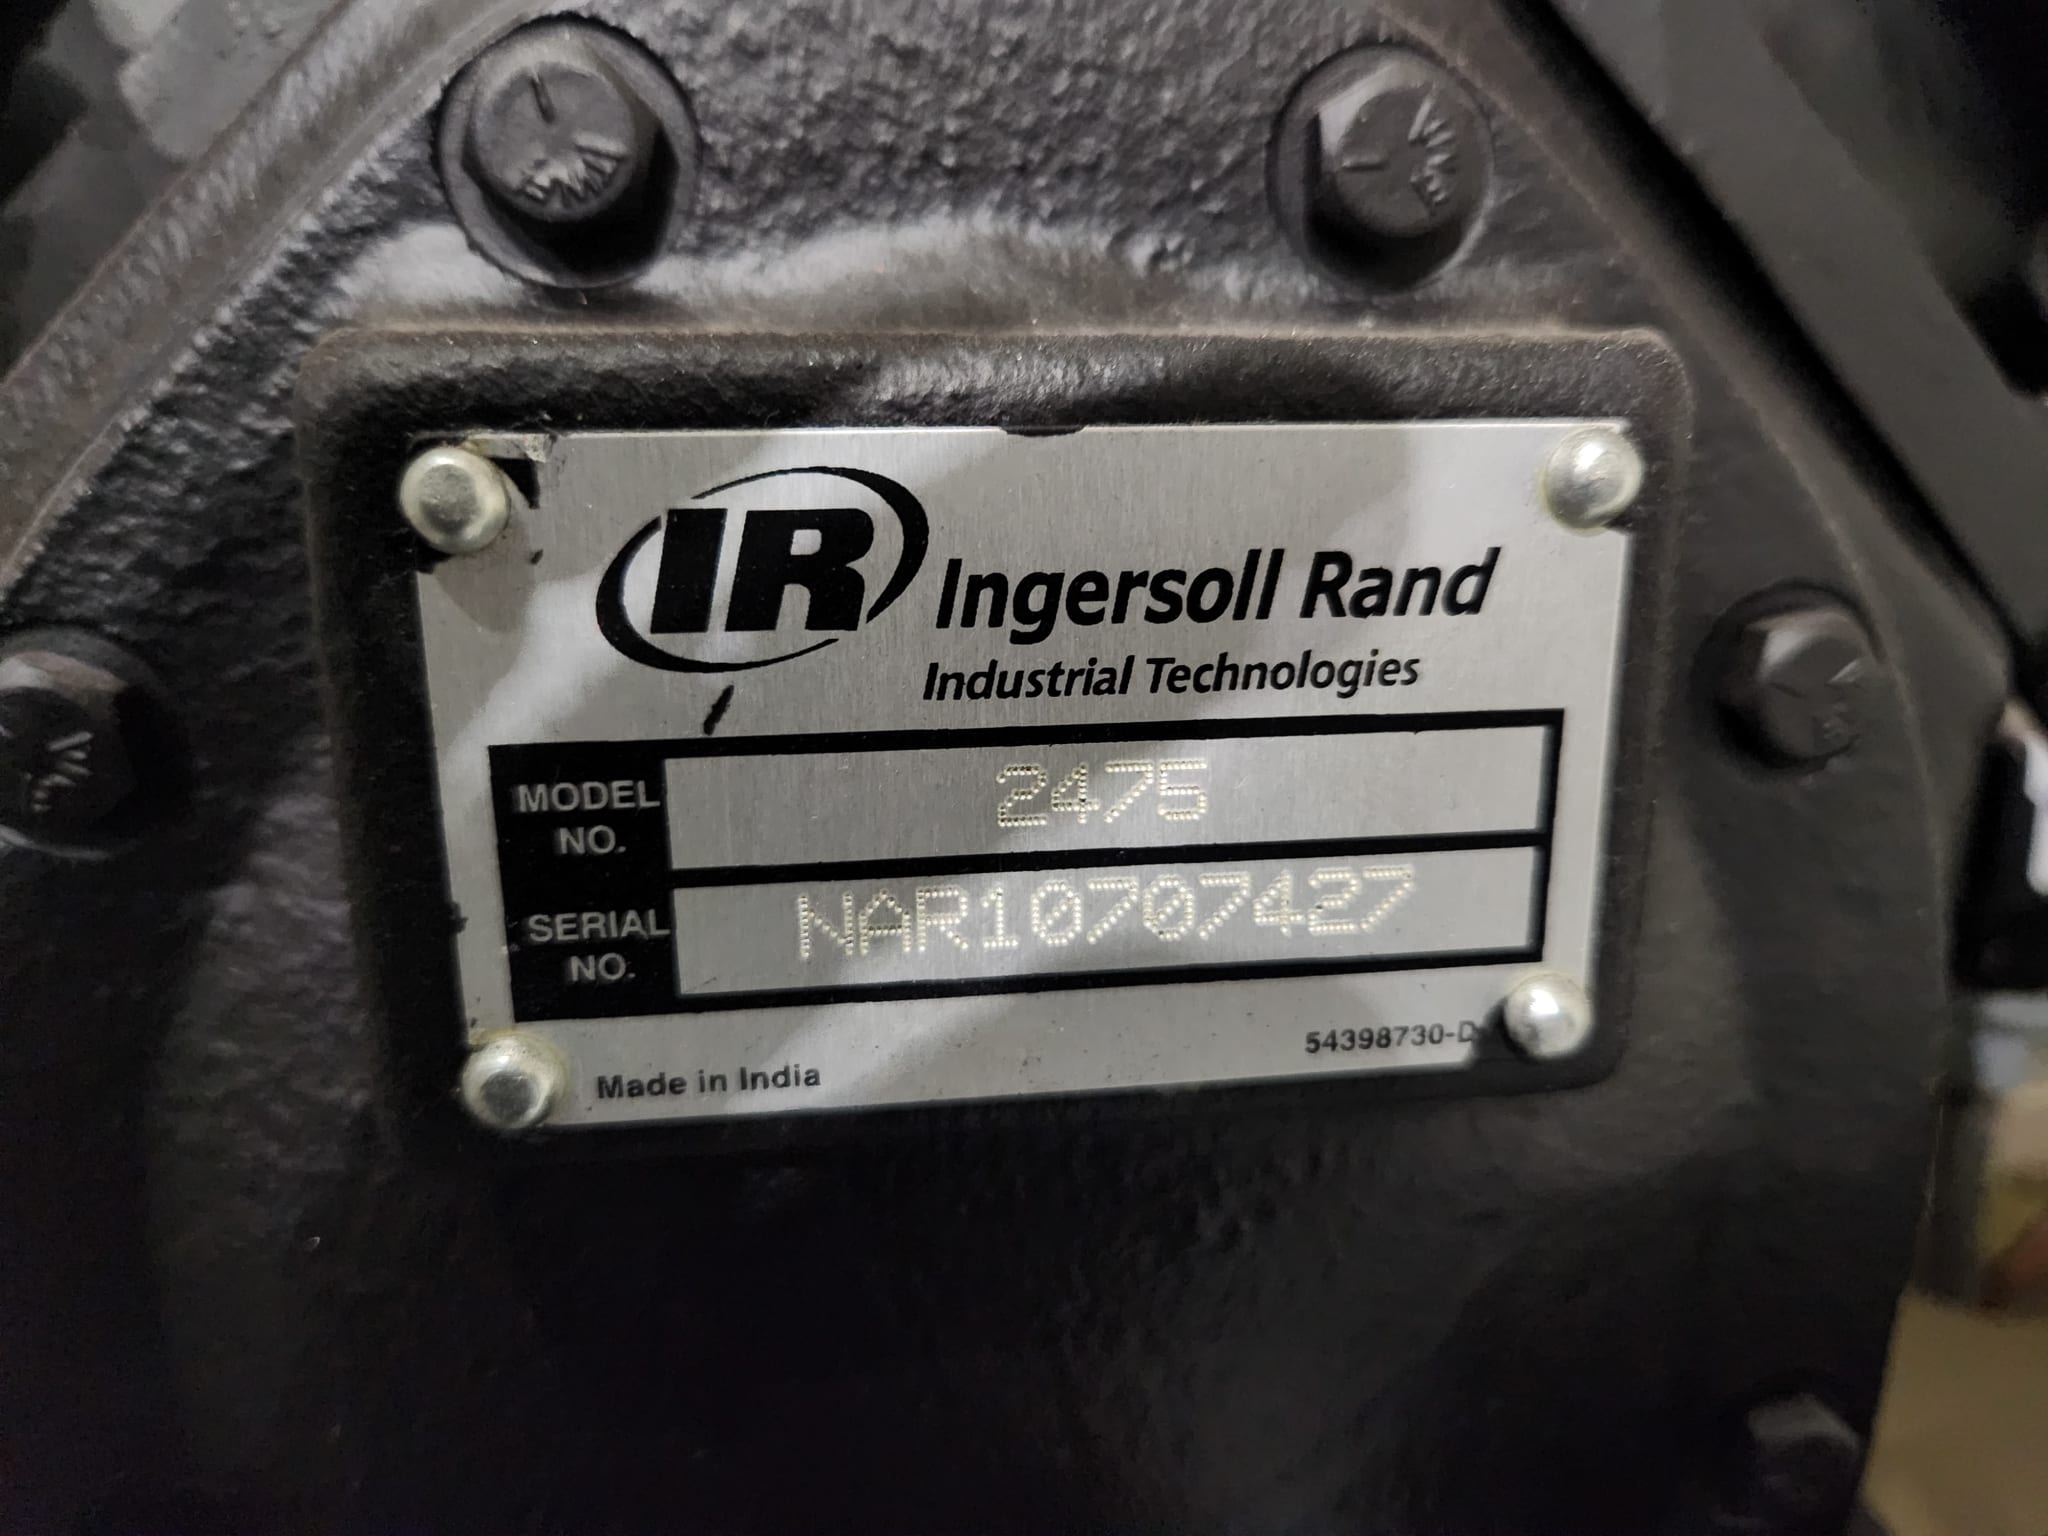 IR Ingersoll Rand
Industrial Technologies
MODEL NO. 2475
SERIAL NO. NAR10707427
54398730-D
Made in India